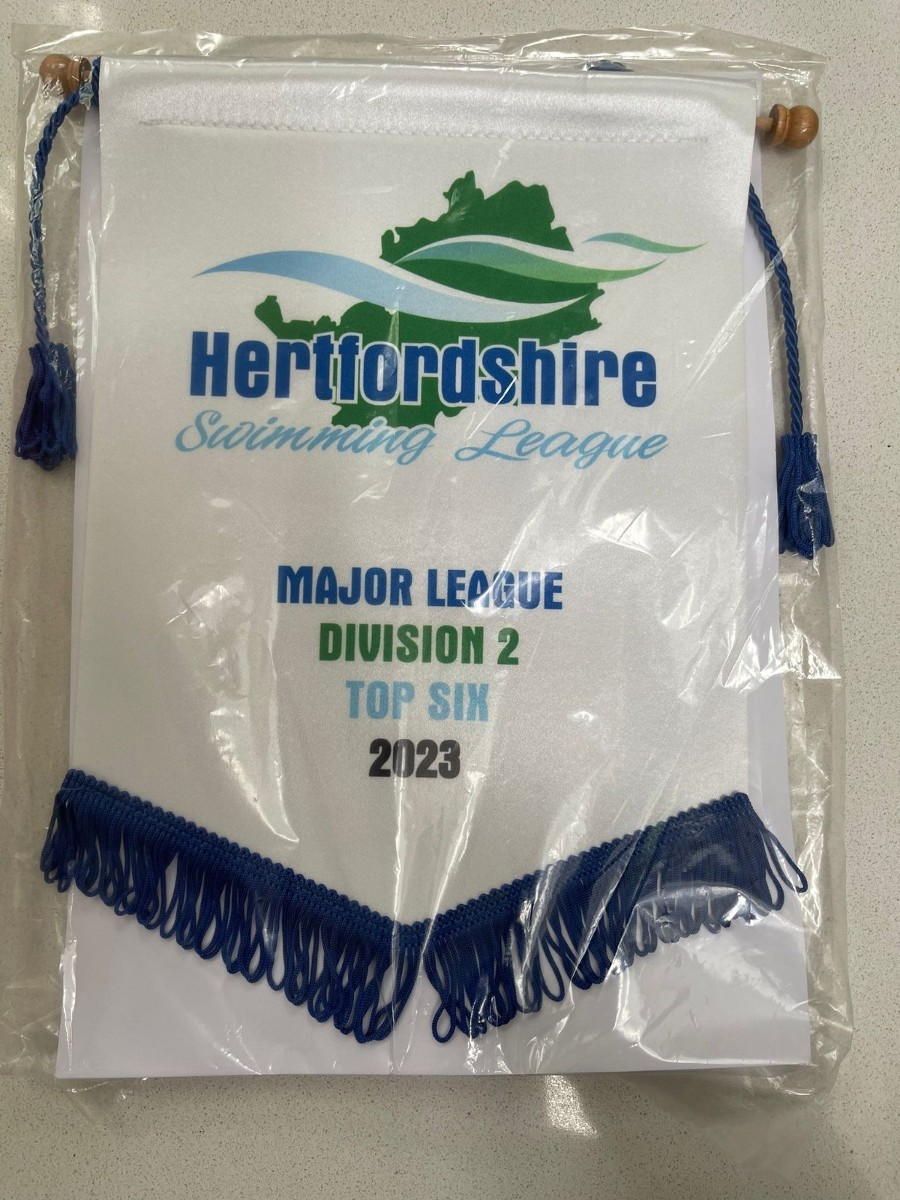 Hertfordshire
Swimming League
MAJOR LEAGUE
DIVISION 2
TOP SIX
2023